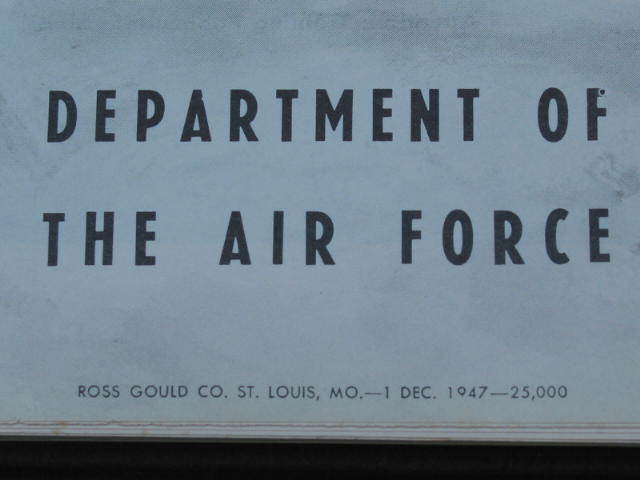 DEPARTMENT OF
THE AIR FORCE
ROSS GOULD CO. ST. LOUIS, MO.—1 DEC. 1947—25,000